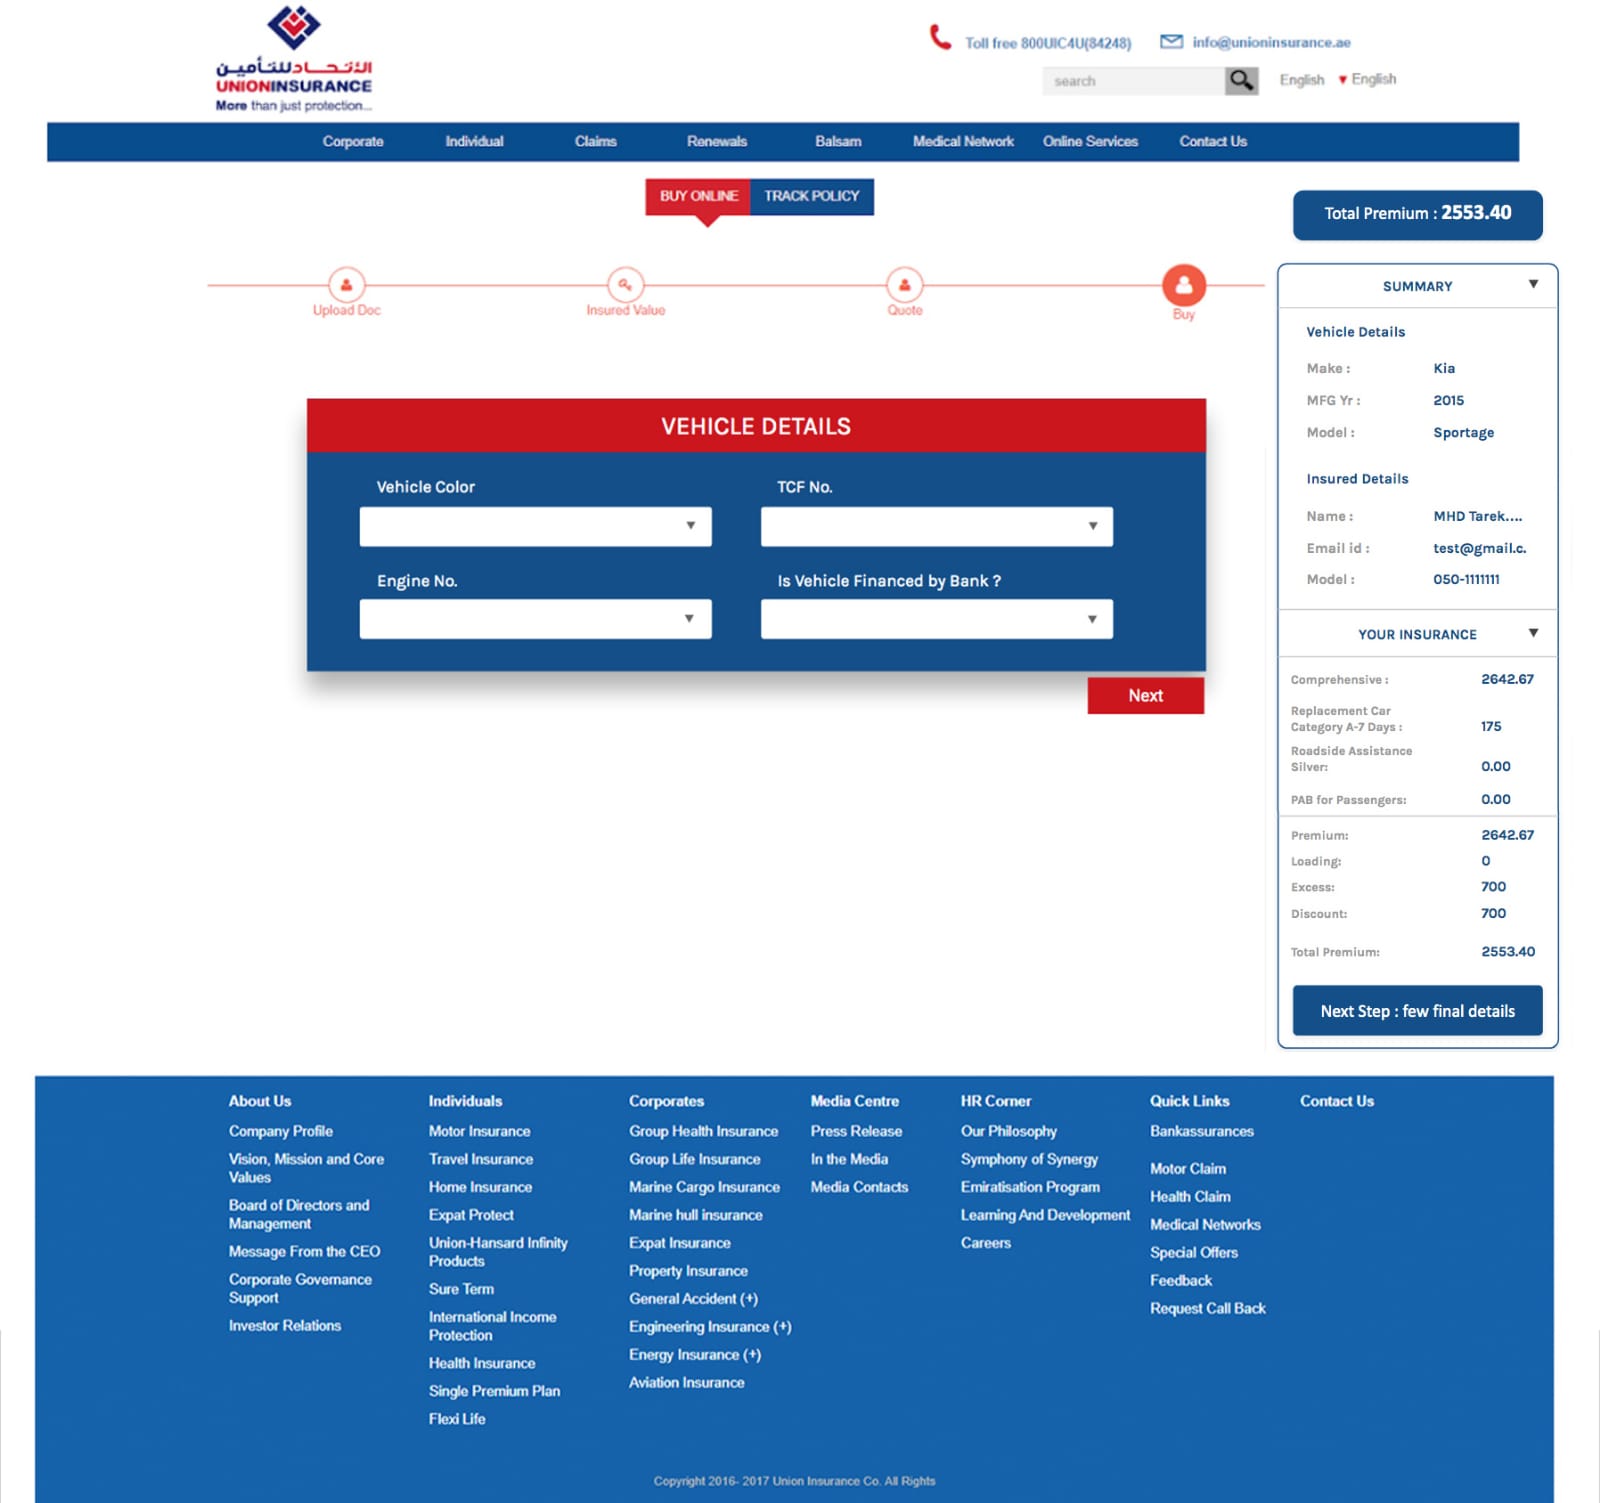 الاتحاد للتأمين
UNIONINSURANCE
More than just protection...
Toll free 800UIC4U(84248)
info@unioninsurance.ae
search
English ▼ English
Corporate Individual Claims Renewals Balsam Medical Network Online Services Contact Us
BUY ONLINE TRACK POLICY
Total Premium : 2553.40
Upload Doc Insured Value Quote Buy
VEHICLE DETAILS
Vehicle Color TCF No.
Engine No. Is Vehicle Financed by Bank ?
Next
SUMMARY
Vehicle Details
Make : Kia
MFG Yr : 2015
Model : Sportage
Insured Details
Name : MHD Tarek....
Email id : test@gmail.c.
Model : 050-1111111
YOUR INSURANCE
Comprehensive : 2642.67
Replacement Car
Category A-7 Days : 175
Roadside Assistance
Silver: 0.00
PAB for Passengers: 0.00
Premium: 2642.67
Loading: 0
Excess: 700
Discount: 700
Total Premium: 2553.40
Next Step : few final details
About Us
Company Profile
Vision, Mission and Core
Values
Board of Directors and
Management
Message From the CEO
Corporate Governance
Support
Investor Relations
Individuals
Motor Insurance
Travel Insurance
Home Insurance
Expat Protect
Union-Hansard Infinity
Products
Sure Term
International Income
Protection
Health Insurance
Single Premium Plan
Flexi Life
Corporates
Group Health Insurance
Group Life Insurance
Marine Cargo Insurance
Marine hull insurance
Expat Insurance
Property Insurance
General Accident (+)
Engineering Insurance (+)
Energy Insurance (+)
Aviation Insurance
Media Centre
Press Release
In the Media
Media Contacts
HR Corner
Our Philosophy
Symphony of Synergy
Emiratisation Program
Learning And Development
Careers
Quick Links
Bankassurances
Motor Claim
Health Claim
Medical Networks
Special Offers
Feedback
Request Call Back
Contact Us
Copyright 2016- 2017 Union Insurance Co. All Rights